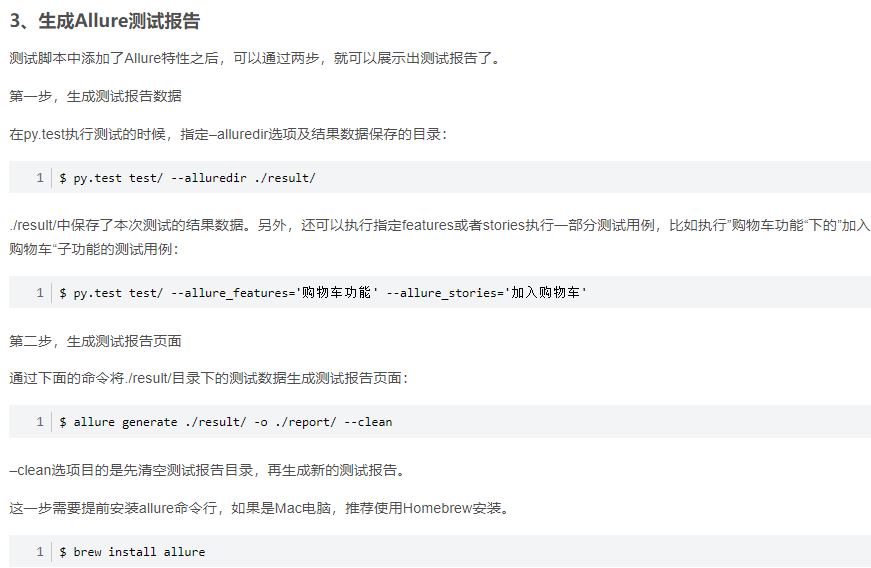 3、生成Allure测试报告
测试脚本中添加了Allure特性之后，可以通过两步，就可以展示出测试报告了。
第一步，生成测试报告数据
在py.test执行测试的时候，指定–alluredir选项及结果数据保存的目录：
1 $ py.test test/ --alluredir ./result/
./result/中保存了本次测试的结果数据。另外，还可以执行指定features或者stories执行一部分测试用例，比如执行”购物车功能“下的”加入
购物车“子功能的测试用例：
1 $ py.test test/ --allure_features='购物车功能' --allure_stories='加入购物车'
第二步，生成测试报告页面
通过下面的命令将./result/目录下的测试数据生成测试报告页面：
1 $ allure generate ./result/ -o ./report/ --clean
–clean选项目的是先清空测试报告目录，再生成新的测试报告。
这一步需要提前安装allure命令行，如果是Mac电脑，推荐使用Homebrew安装。
1 $ brew install allure